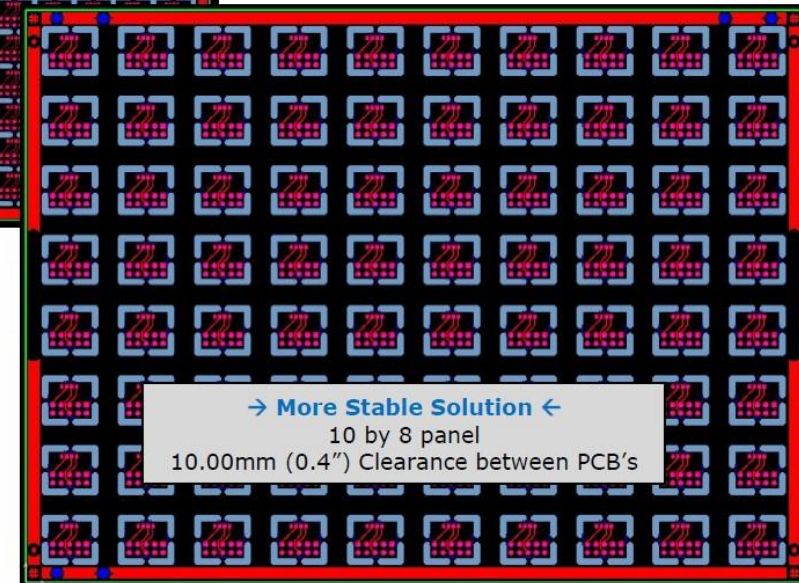 → More Stable Solution ←
10 by 8 panel
10.00mm (0.4”) Clearance between PCB’s